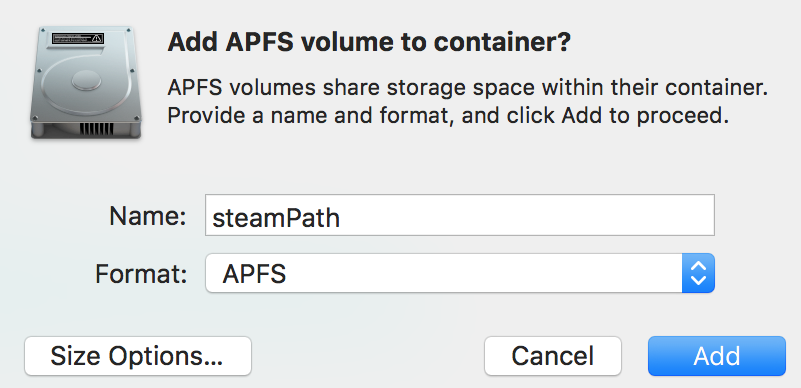 Add APFS volume to container?
APFS volumes share storage space within their container.
Provide a name and format, and click Add to proceed.
Name: steamPath
Format: APFS
Size Options... Cancel Add